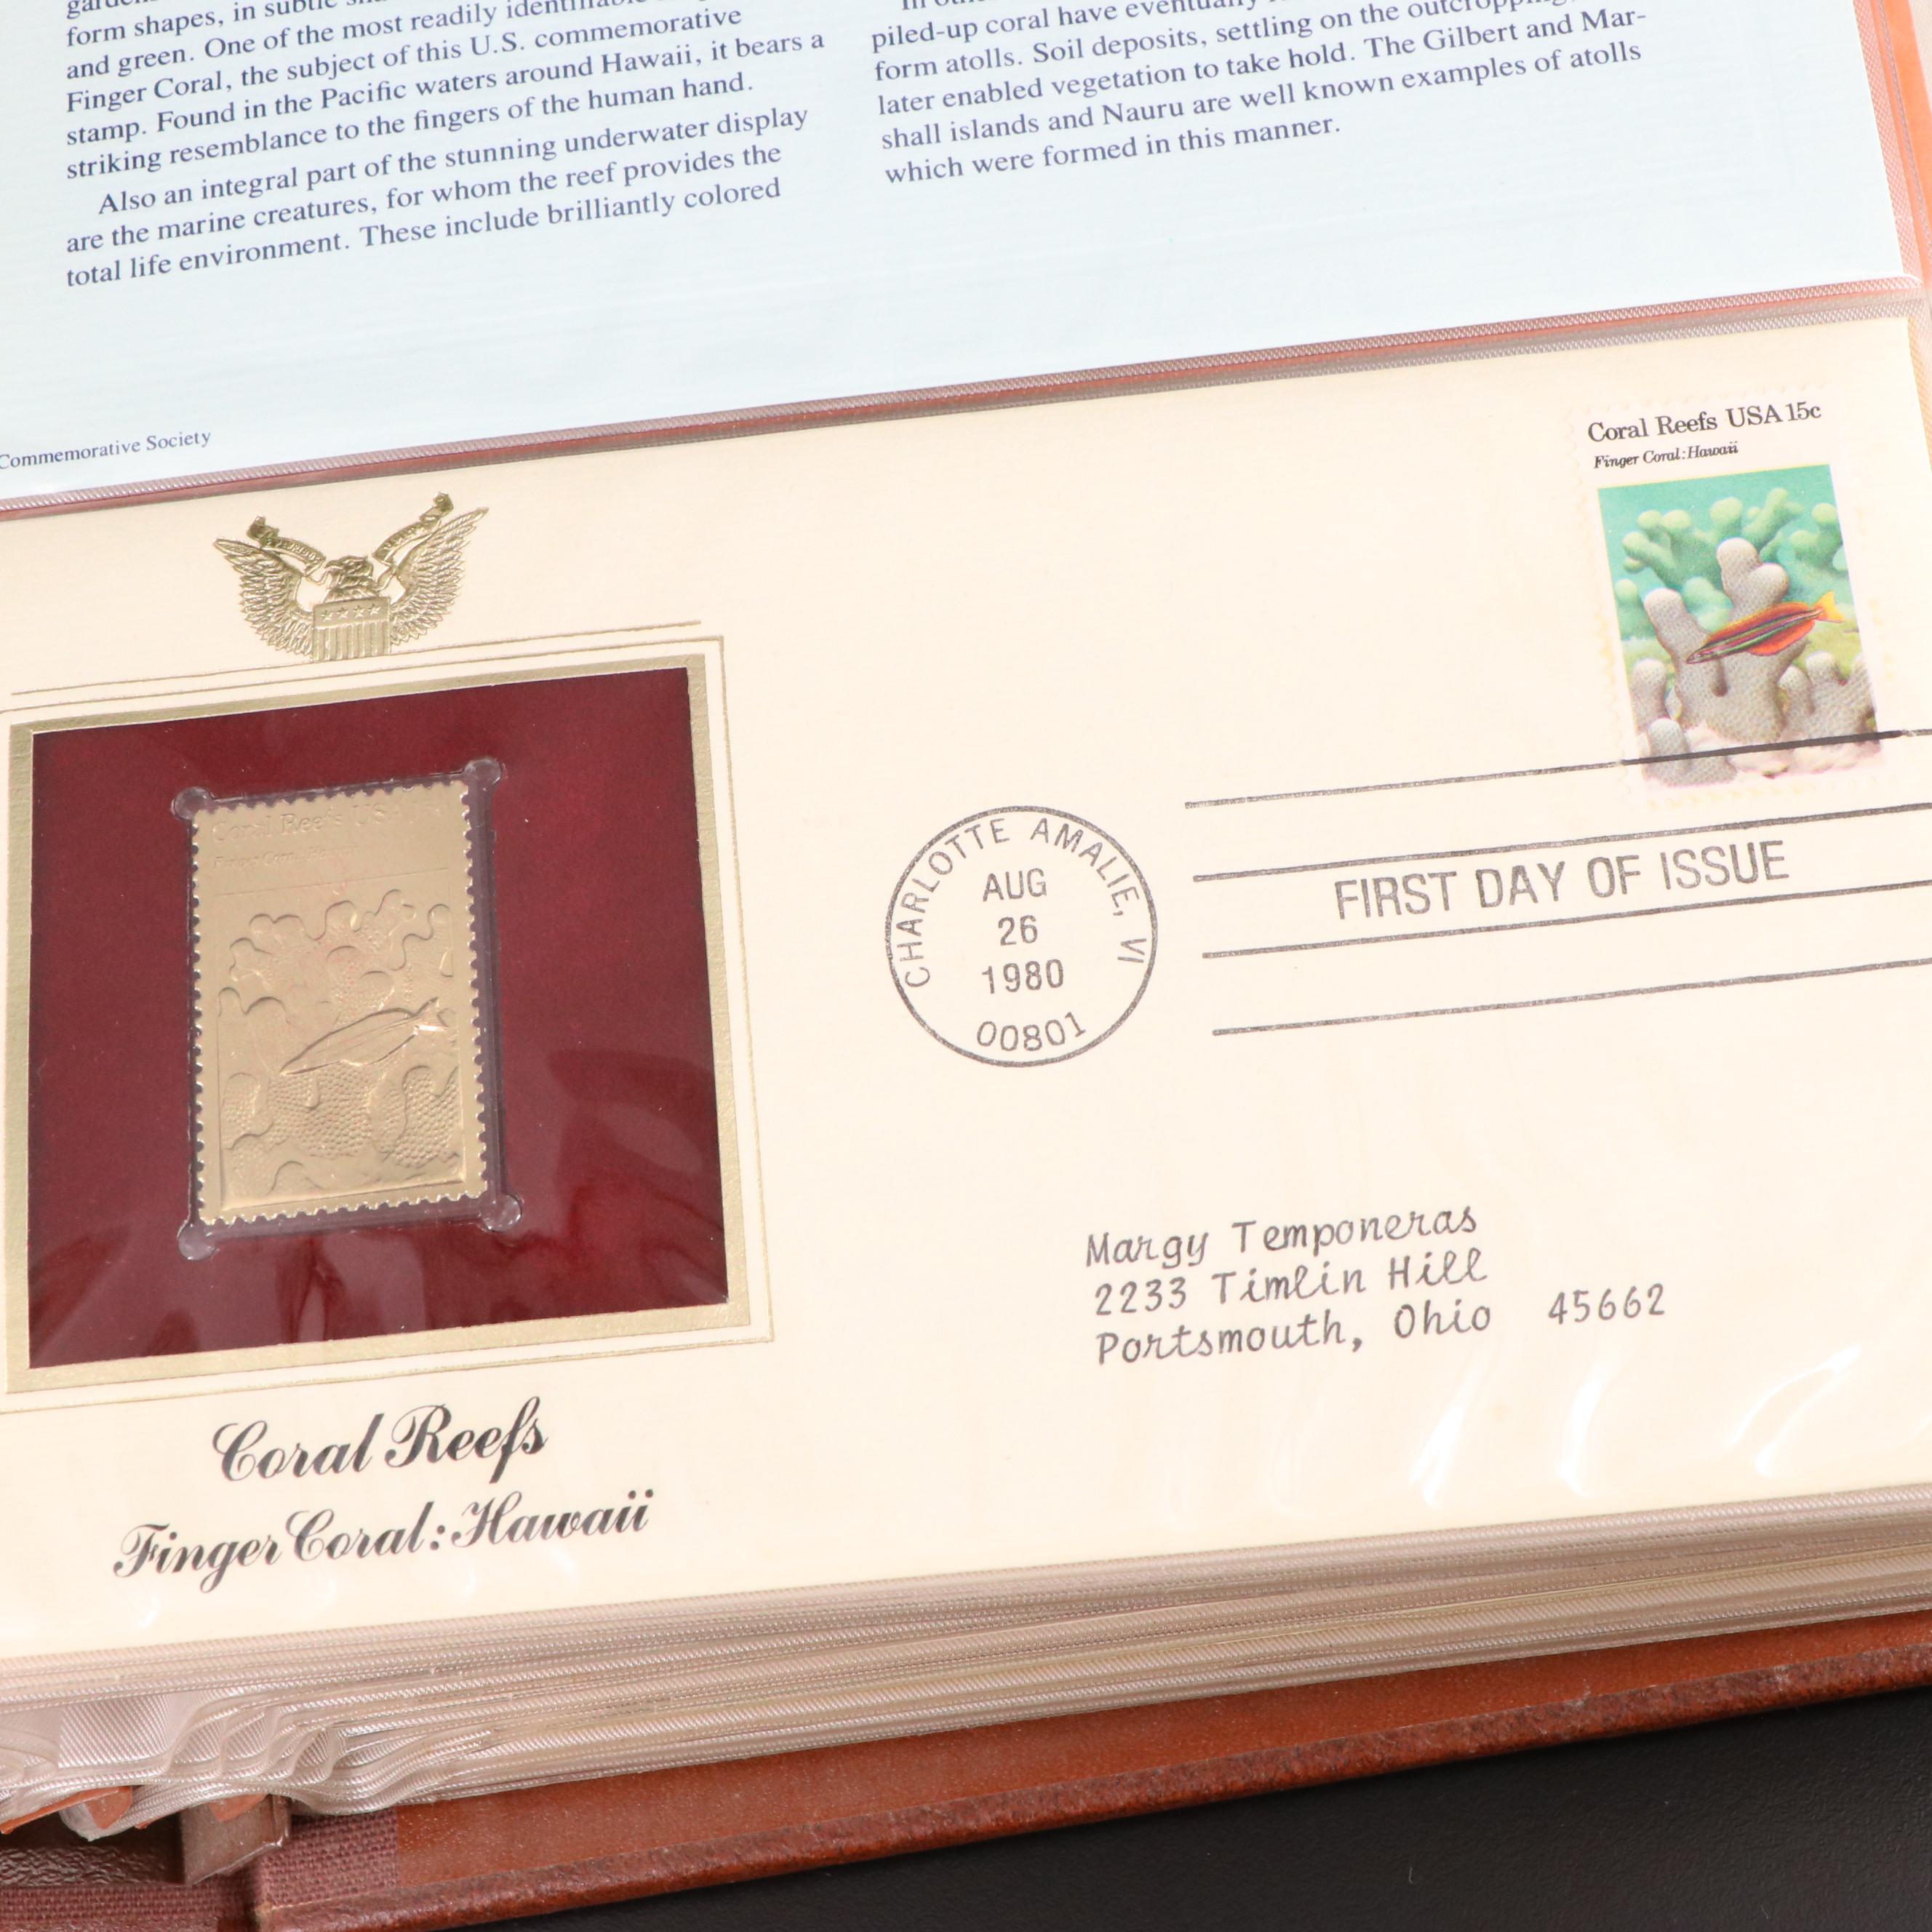 form shapes, in subtle
and green. One of the most readily identifiable
Finger Coral, the subject of this U.S. commemorative
stamp. Found in the Pacific waters around Hawaii, it bears a
striking resemblance to the fingers of the human hand.
Also an integral part of the stunning underwater display
are the marine creatures, for whom the reef provides the
total life environment. These include brilliantly colored
piled-up coral have eventually
form atolls. Soil deposits, settling on the outcropping,
later enabled vegetation to take hold. The Gilbert and Mar-
shall islands and Nauru are well known examples of atolls
which were formed in this manner.
Commemorative Society
Coral Reefs USA 15c
Finger Coral: Hawaii
Coral Reefs USA
CHARLOTTE AMALIE, VI
AUG
26
1980
00801
FIRST DAY OF ISSUE
Margy Temponeras
2233 Timlin Hill
Portsmouth, Ohio 45662
Coral Reefs
Finger Coral: Hawaii